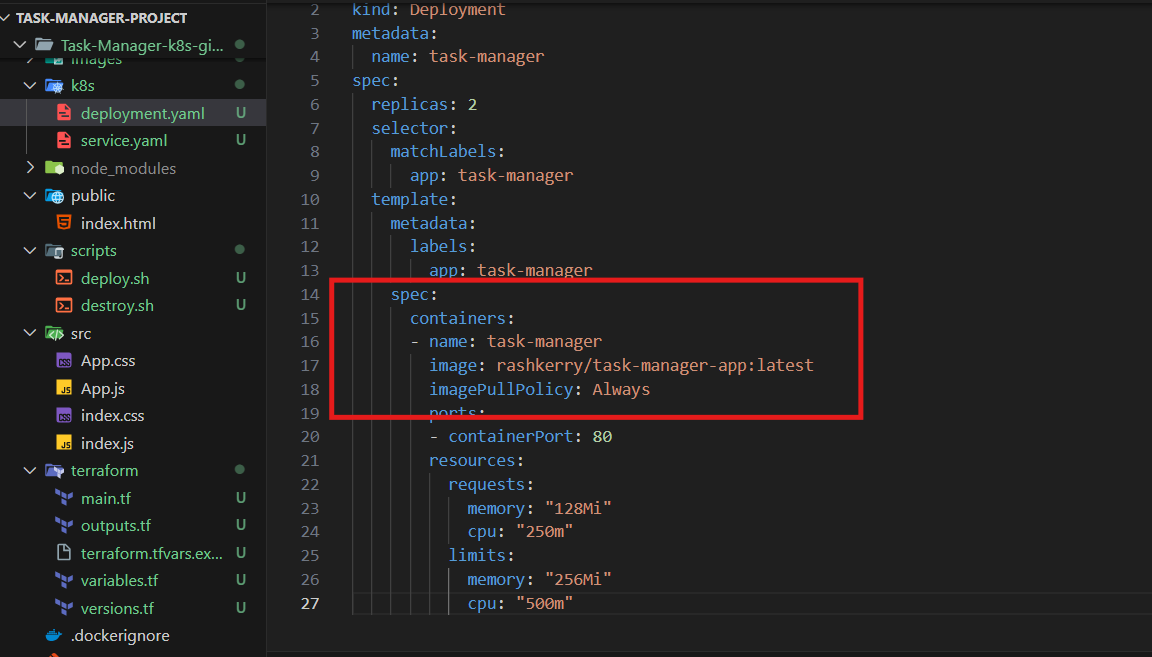 TASK-MANAGER-PROJECT
Task-Manager-k8s-gi...
images
k8s
deployment.yaml U
service.yaml U
node_modules
public
index.html
scripts
deploy.sh U
destroy.sh U
src
App.css
App.js
index.css
index.js
terraform
main.tf U
outputs.tf U
terraform.tfvars.ex... U
variables.tf U
versions.tf U
.dockerignore
2 kind: Deployment
3 metadata:
4 name: task-manager
5 spec:
6 replicas: 2
7 selector:
8 matchLabels:
9 app: task-manager
10 template:
11 metadata:
12 labels:
13 app: task-manager
14 spec:
15 containers:
16 - name: task-manager
17 image: rashkerry/task-manager-app:latest
18 imagePullPolicy: Always
19 ports:
20 - containerPort: 80
21 resources:
22 requests:
23 memory: "128Mi"
24 cpu: "250m"
25 limits:
26 memory: "256Mi"
27 cpu: "500m"